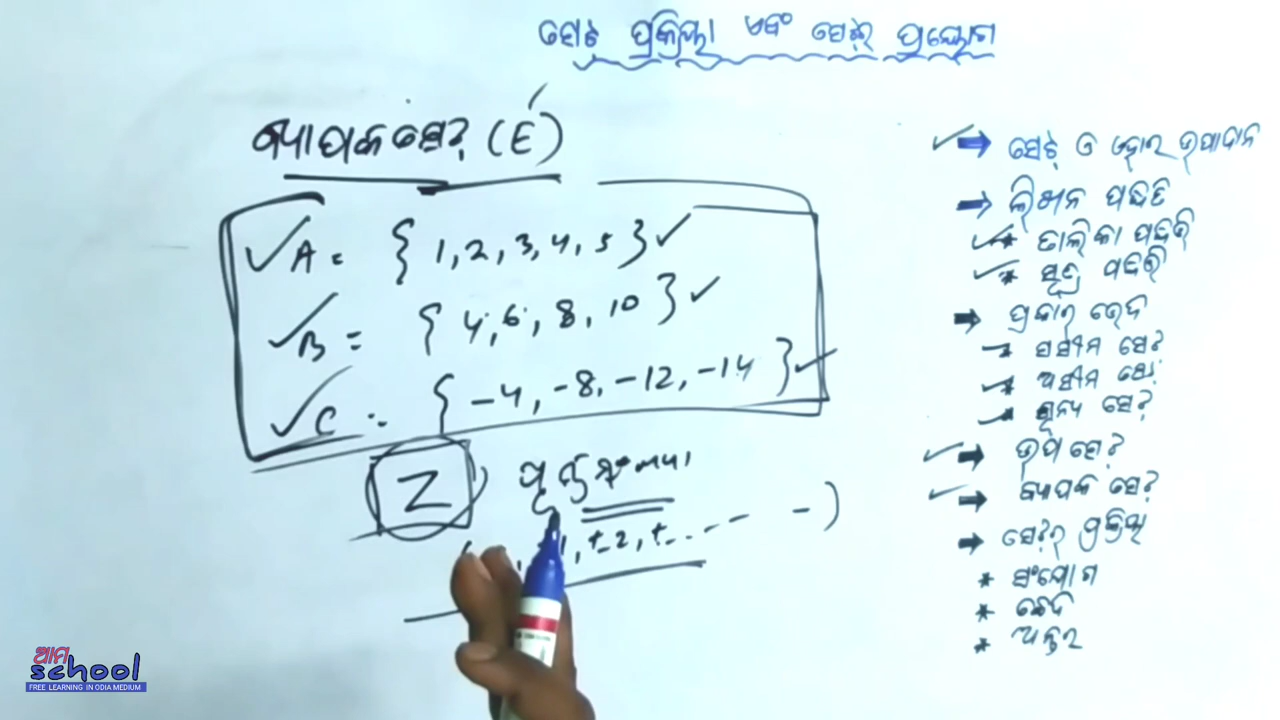 ସେଟ୍ ପ୍ରକ୍ରିୟା ଏବଂ ସେଟ୍‌ର ପ୍ରୟୋଗ
ବ୍ୟାପକ ସେଟ୍ (E)
A = { 1, 2, 3, 4, 5 }
B = { 4, 6, 8, 10 }
C = { -4, -8, -12, -14 }
Z ପୂର୍ଣ୍ଣସଂଖ୍ୟା
1, ±2, ± ... - - - )
ସେଟ୍ ଓ ଏହାର ଉପାଦାନ
ଲିଖନ ପଦ୍ଧତି
* ତାଲିକା ପଦ୍ଧତି
* ସୂତ୍ର ପଦ୍ଧତି
ପ୍ରକାର ଭେଦ
ସସୀମ ସେଟ୍
* ଅସୀମ ସେଟ୍
* ଶୂନ୍ୟ ସେଟ୍
ଉପ ସେଟ୍
ବ୍ୟାପକ ସେଟ୍
ସେଟ୍‌ର ପ୍ରକ୍ରିୟା
* ସଂଯୋଗ
* ଛେଦ
* ଅନ୍ତର
ଆମ
school
FREE LEARNING IN ODIA MEDIUM